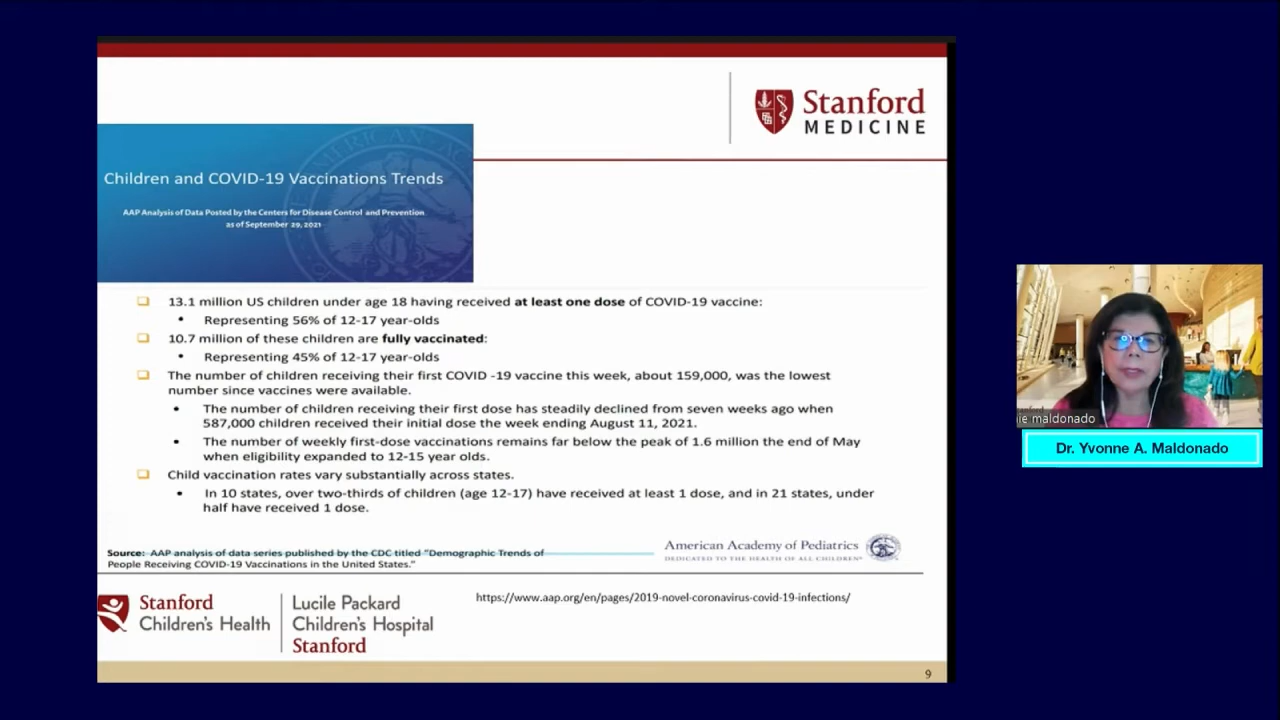 Stanford
MEDICINE
Children and COVID-19 Vaccinations Trends
AAP Analysis of Data Posted by the Centers for Disease Control and Prevention
as of September 29, 2021
13.1 million US children under age 18 having received at least one dose of COVID-19 vaccine:
• Representing 56% of 12-17 year-olds
10.7 million of these children are fully vaccinated:
• Representing 45% of 12-17 year-olds
The number of children receiving their first COVID -19 vaccine this week, about 159,000, was the lowest
number since vaccines were available.
• The number of children receiving their first dose has steadily declined from seven weeks ago when
587,000 children received their initial dose the week ending August 11, 2021.
• The number of weekly first-dose vaccinations remains far below the peak of 1.6 million the end of May
when eligibility expanded to 12-15 year olds.
Child vaccination rates vary substantially across states.
• In 10 states, over two-thirds of children (age 12-17) have received at least 1 dose, and in 21 states, under
half have received 1 dose.
Source: AAP analysis of data series published by the CDC titled “Demographic Trends of
People Receiving COVID-19 Vaccinations in the United States.”
American Academy of Pediatrics
DEDICATED TO THE HEALTH OF ALL CHILDREN®
https://www.aap.org/en/pages/2019-novel-coronavirus-covid-19-infections/
Stanford
Children's Health
Lucile Packard
Children's Hospital
Stanford
9
ie maldonado
Dr. Yvonne A. Maldonado